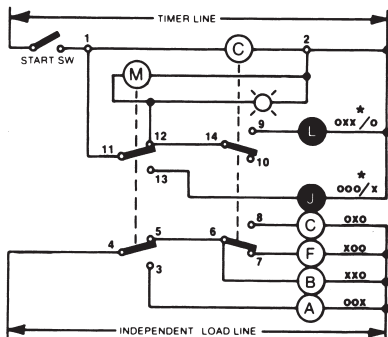 TIMER LINE
START SW
1
C
2
M
*
9
L
OXX/O
12
14
11
10
13
*
J
OOO/X
8
C
OXO
5
6
4
7
F
XOO
3
B
XXO
A
OOX
INDEPENDENT LOAD LINE